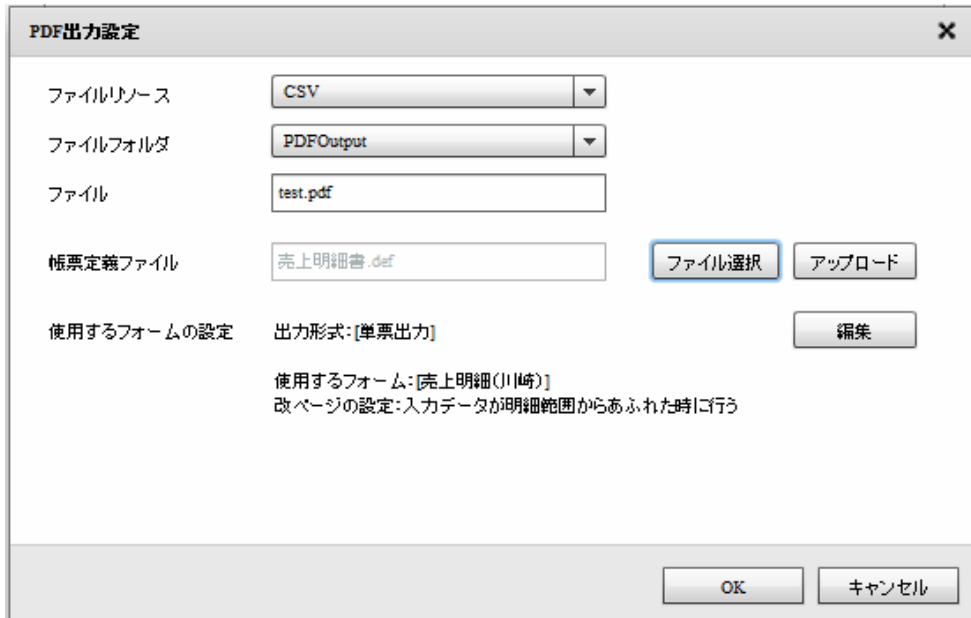 PDF出力設定
ファイルリソース CSV
ファイルフォルダ PDFOutput
ファイル test.pdf
帳票定義ファイル 売上明細書.def ファイル選択 アップロード
使用するフォームの設定 出力形式：[単票出力] 編集
使用するフォーム：[売上明細(川崎)]
改ページの設定：入力データが明細範囲からあふれた時に行う
OK キャンセル